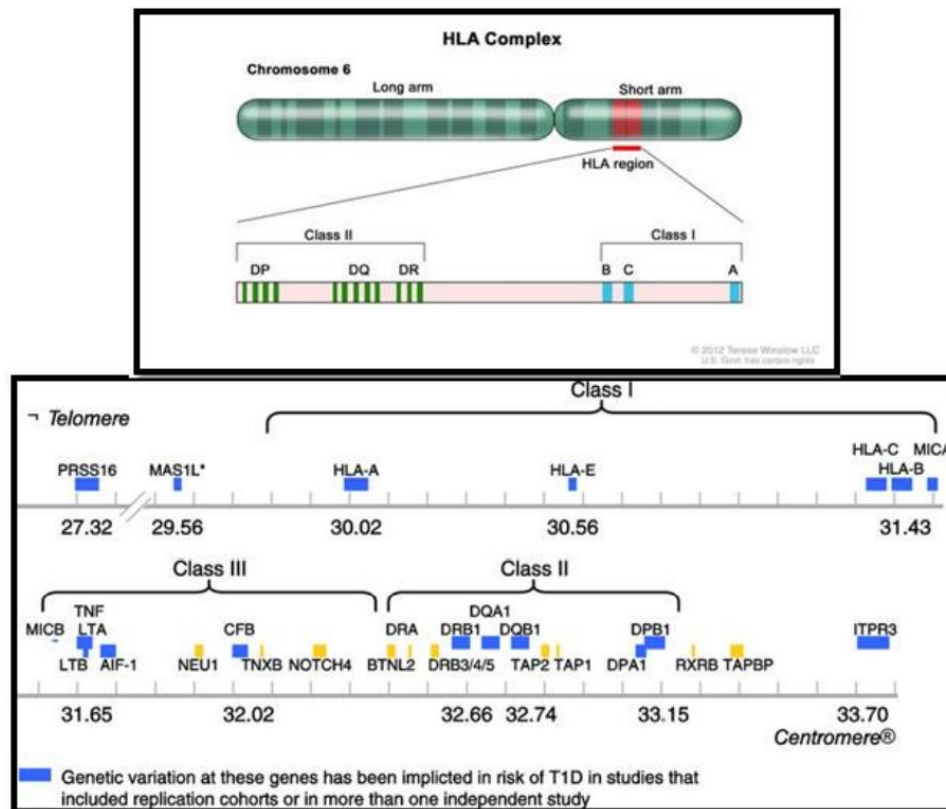 HLA Complex
Chromosome 6
Long arm
Short arm
HLA region
Class II
Class I
DP
DQ
DR
B
C
A
© 2012 Terese Winslow LLC
U.S. Govt. has certain rights
Class I
¬ Telomere
HLA-C
MICA
PRSS16
MAS1L*
HLA-A
HLA-E
HLA-B
27.32
29.56
30.02
30.56
31.43
Class III
Class II
TNF
DQA1
MICB
LTA
CFB
DRA
DRB1
DQB1
DPB1
ITPR3
LTB
AIF-1
NEU1
TNXB
NOTCH4
BTNL2
DRB3/4/5
TAP2
TAP1
DPA1
RXRB
TAPBP
31.65
32.02
32.66
32.74
33.15
33.70
Centromere®
Genetic variation at these genes has been implicted in risk of T1D in studies that
included replication cohorts or in more than one independent study